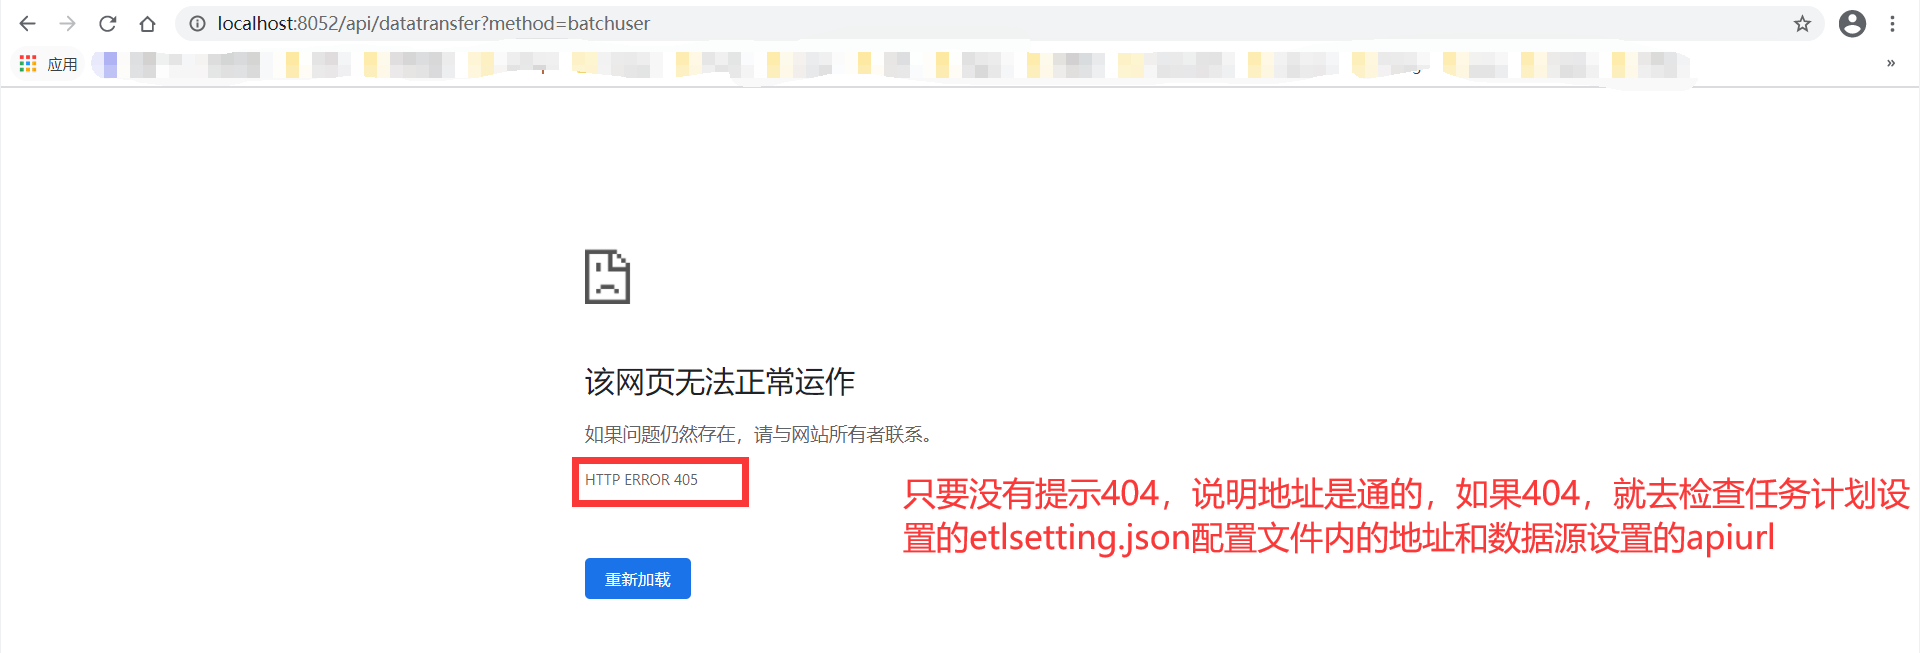 localhost:8052/api/datatransfer?method=batchuser
应用
»
该网页无法正常运作
如果问题仍然存在，请与网站所有者联系。
HTTP ERROR 405
只要没有提示404，说明地址是通的，如果404，就去检查任务计划设
置的etlsetting.json配置文件内的地址和数据源设置的apiurl
重新加载